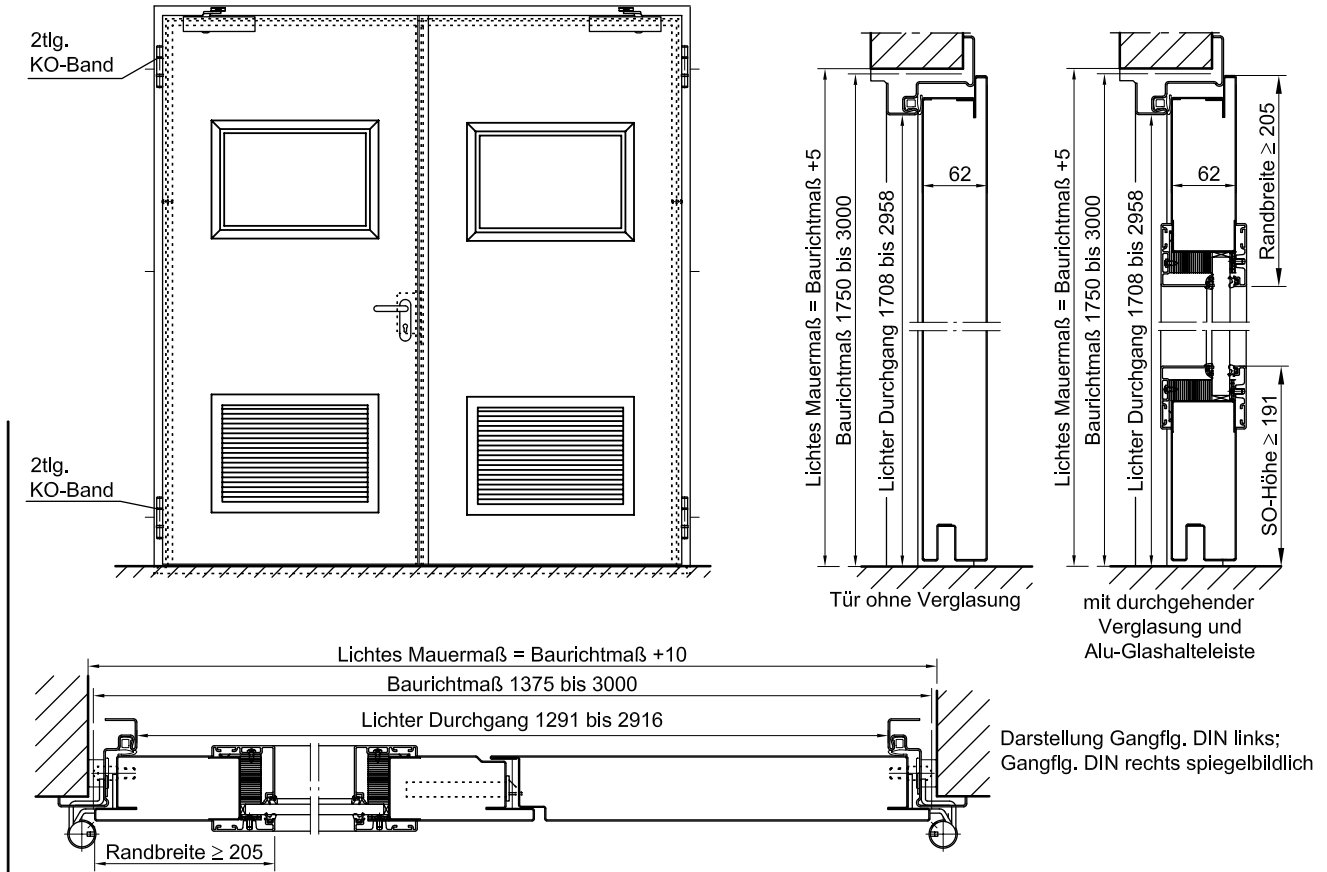 2tlg.
KO-Band
2tlg.
KO-Band
Lichtes Mauermaß = Baurichtmaß +5
Baurichtmaß 1750 bis 3000
Lichter Durchgang 1708 bis 2958
62
Tür ohne Verglasung
Lichtes Mauermaß = Baurichtmaß +5
Baurichtmaß 1750 bis 3000
Lichter Durchgang 1708 bis 2958
62
Randbreite ≥ 205
SO-Höhe ≥ 191
mit durchgehender
Verglasung und
Alu-Glashalteleiste
Lichtes Mauermaß = Baurichtmaß +10
Baurichtmaß 1375 bis 3000
Lichter Durchgang 1291 bis 2916
Randbreite ≥ 205
Darstellung Gangflg. DIN links;
Gangflg. DIN rechts spiegelbildlich